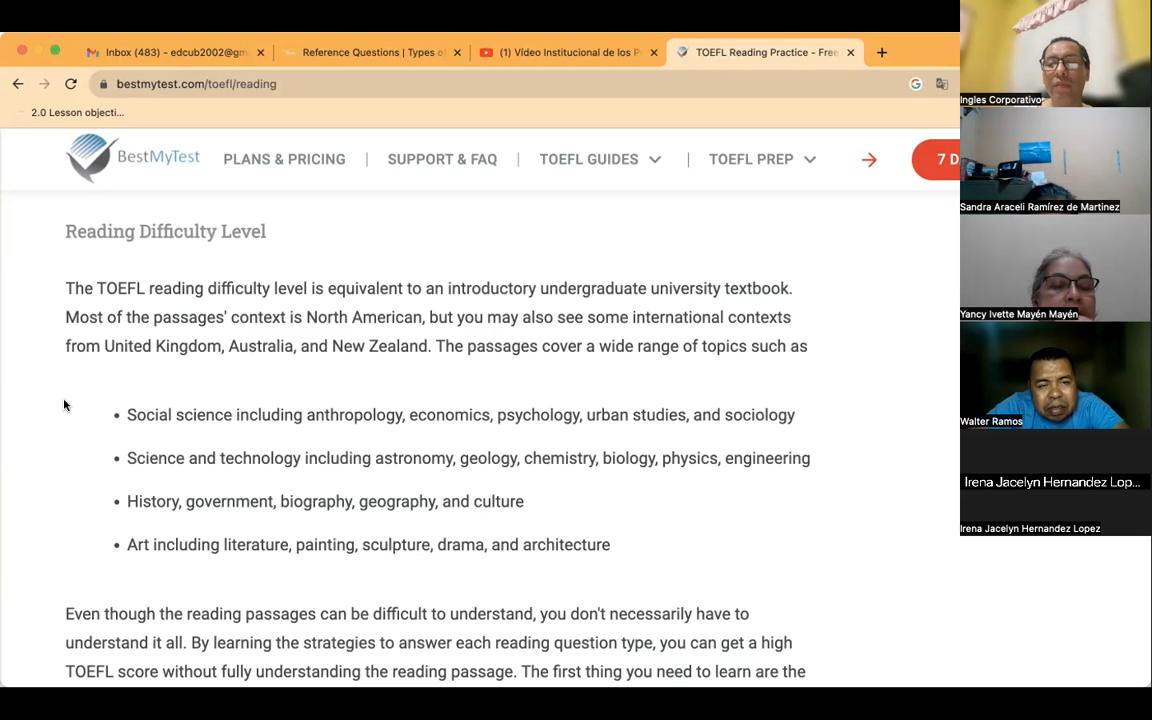 Inbox (483) - edcub2002@gm
Reference Questions | Types o
(1) Vídeo Institucional de los P
TOEFL Reading Practice - Free
bestmytest.com/toefl/reading
2.0 Lesson objecti...
BestMyTest
PLANS & PRICING | SUPPORT & FAQ | TOEFL GUIDES | TOEFL PREP
7 D
Reading Difficulty Level
The TOEFL reading difficulty level is equivalent to an introductory undergraduate university textbook.
Most of the passages' context is North American, but you may also see some international contexts
from United Kingdom, Australia, and New Zealand. The passages cover a wide range of topics such as
• Social science including anthropology, economics, psychology, urban studies, and sociology
• Science and technology including astronomy, geology, chemistry, biology, physics, engineering
• History, government, biography, geography, and culture
• Art including literature, painting, sculpture, drama, and architecture
Even though the reading passages can be difficult to understand, you don't necessarily have to
understand it all. By learning the strategies to answer each reading question type, you can get a high
TOEFL score without fully understanding the reading passage. The first thing you need to learn are the
Ingles Corporativo
Sandra Araceli Ramírez de Martinez
Yancy Ivette Mayén Mayén
Walter Ramos
Irena Jacelyn Hernandez Lop...
Irena Jacelyn Hernandez Lopez